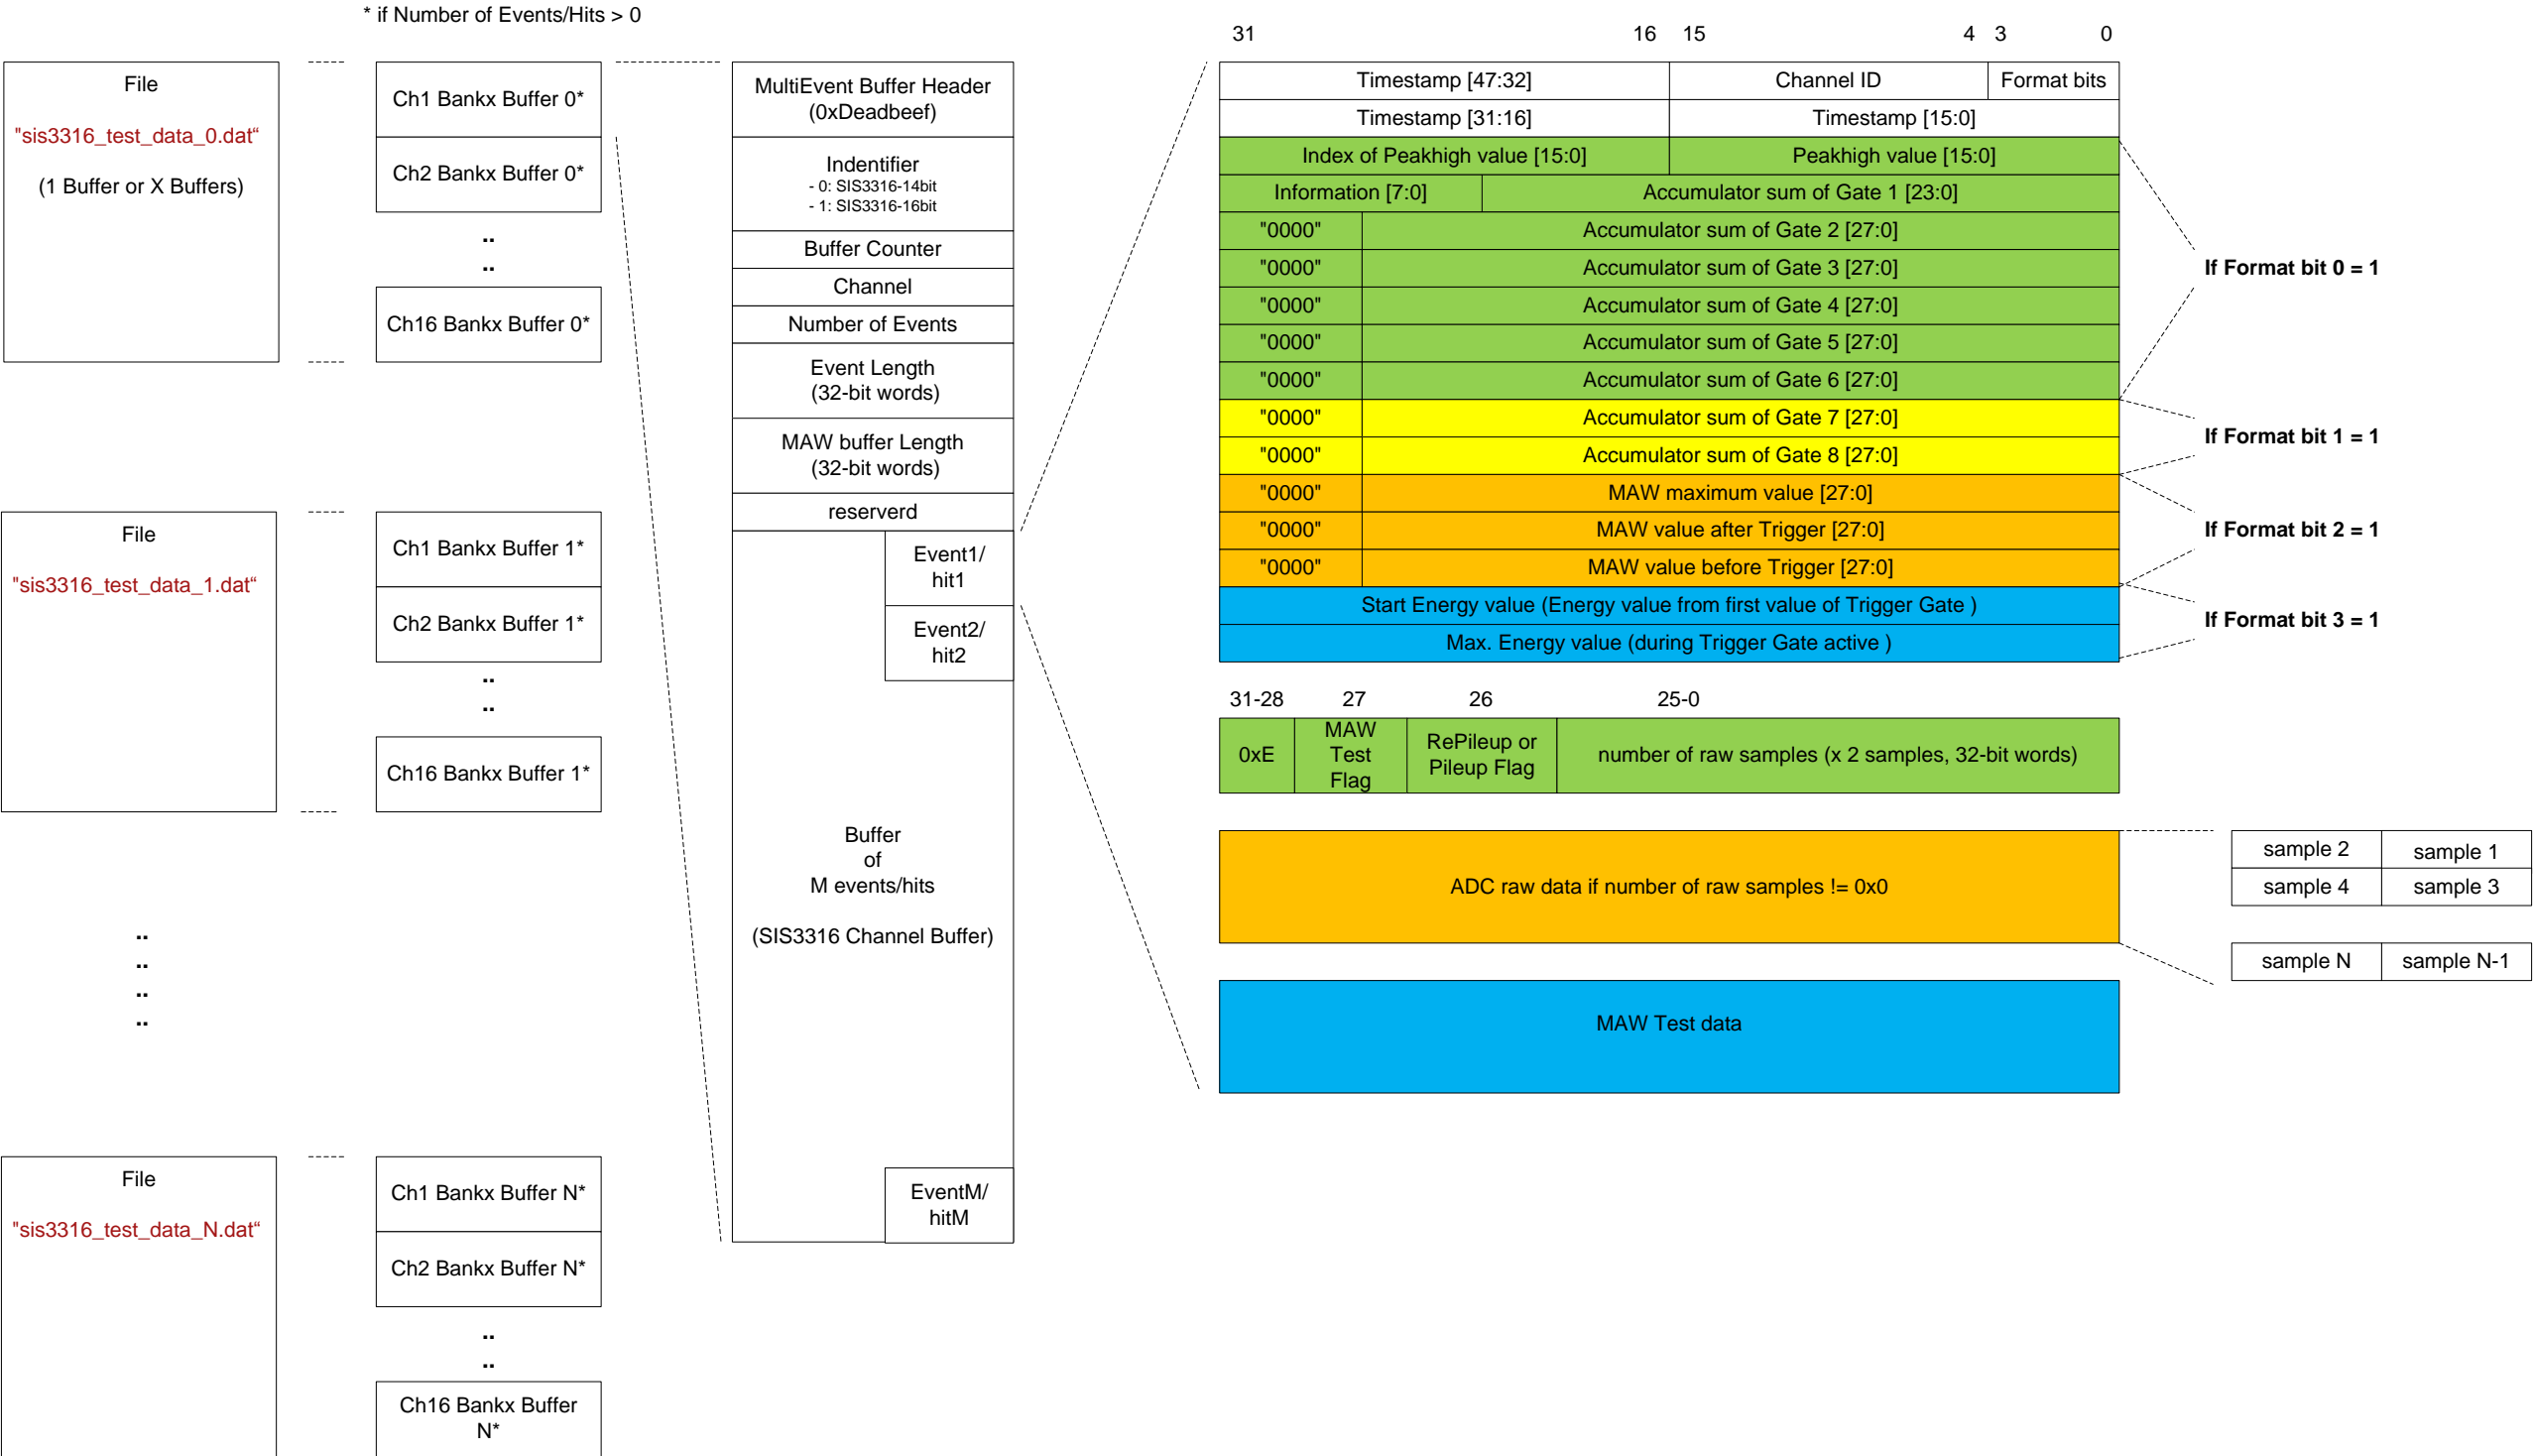 * if Number of Events/Hits > 0
File
"sis3316_test_data_0.dat“
(1 Buffer or X Buffers)
Ch1 Bankx Buffer 0*
Ch2 Bankx Buffer 0*
..
..
Ch16 Bankx Buffer 0*
File
"sis3316_test_data_1.dat“
Ch1 Bankx Buffer 1*
Ch2 Bankx Buffer 1*
..
..
Ch16 Bankx Buffer 1*
..
..
..
..
File
"sis3316_test_data_N.dat“
Ch1 Bankx Buffer N*
Ch2 Bankx Buffer N*
..
..
Ch16 Bankx Buffer
N*
MultiEvent Buffer Header
(0xDeadbeef)
Indentifier
- 0: SIS3316-14bit
- 1: SIS3316-16bit
Buffer Counter
Channel
Number of Events
Event Length
(32-bit words)
MAW buffer Length
(32-bit words)
reserverd
Event1/
hit1
Event2/
hit2
Buffer
of
M events/hits
(SIS3316 Channel Buffer)
EventM/
hitM
31 16 15 4 3 0
Timestamp [47:32] Channel ID Format bits
Timestamp [31:16] Timestamp [15:0]
Index of Peakhigh value [15:0] Peakhigh value [15:0]
Information [7:0] Accumulator sum of Gate 1 [23:0]
"0000" Accumulator sum of Gate 2 [27:0]
"0000" Accumulator sum of Gate 3 [27:0]
"0000" Accumulator sum of Gate 4 [27:0]
"0000" Accumulator sum of Gate 5 [27:0]
"0000" Accumulator sum of Gate 6 [27:0]
If Format bit 0 = 1
"0000" Accumulator sum of Gate 7 [27:0]
"0000" Accumulator sum of Gate 8 [27:0]
If Format bit 1 = 1
"0000" MAW maximum value [27:0]
"0000" MAW value after Trigger [27:0]
"0000" MAW value before Trigger [27:0]
If Format bit 2 = 1
Start Energy value (Energy value from first value of Trigger Gate )
Max. Energy value (during Trigger Gate active )
If Format bit 3 = 1
31-28 27 26 25-0
0xE
MAW
Test
Flag
RePileup or
Pileup Flag
number of raw samples (x 2 samples, 32-bit words)
ADC raw data if number of raw samples != 0x0
sample 2 sample 1
sample 4 sample 3
sample N sample N-1
MAW Test data